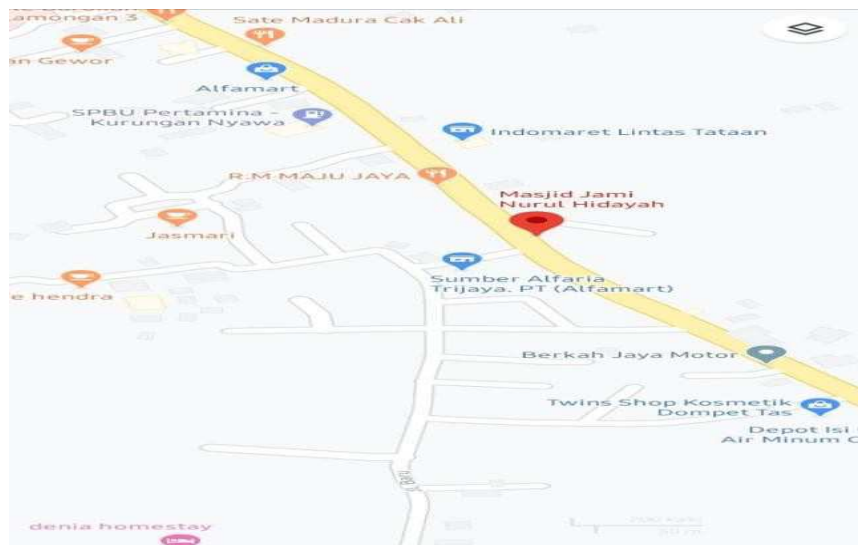 amongan 3
Sate Madura Cak Ali
an Gewor
Alfamart
SPBU Pertamina -
Kurungan Nyawa
Indomaret Lintas Tataan
R.M MAJU JAYA
Masjid Jami
Nurul Hidayah
Jasmari
Sumber Alfaria
Trijaya. PT (Alfamart)
e hendra
Berkah Jaya Motor
Twins Shop Kosmetik
Dompet Tas
Depot Isi
Air Minum
denia homestay